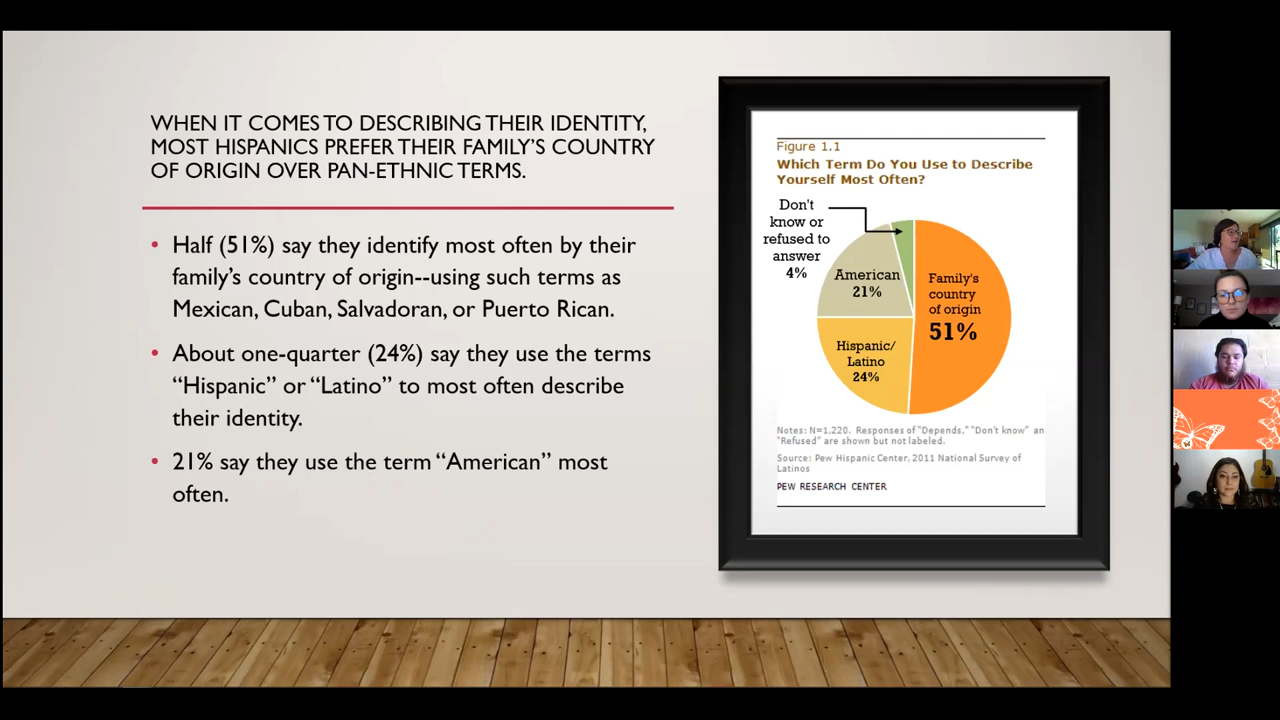 WHEN IT COMES TO DESCRIBING THEIR IDENTITY,
MOST HISPANICS PREFER THEIR FAMILY'S COUNTRY
OF ORIGIN OVER PAN-ETHNIC TERMS.
• Half (51%) say they identify most often by their
family's country of origin--using such terms as
Mexican, Cuban, Salvadoran, or Puerto Rican.
• About one-quarter (24%) say they use the terms
“Hispanic” or “Latino” to most often describe
their identity.
• 21% say they use the term “American” most
often.
Figure 1.1
Which Term Do You Use to Describe
Yourself Most Often?
Don't
know or
refused to
answer
4%
American
21%
Family's
country
of origin
51%
Hispanic/
Latino
24%
Notes: N=1,220. Responses of "Depends," "Don't know" an
"Refused" are shown but not labeled.
Source: Pew Hispanic Center, 2011 National Survey of
Latinos
PEW RESEARCH CENTER